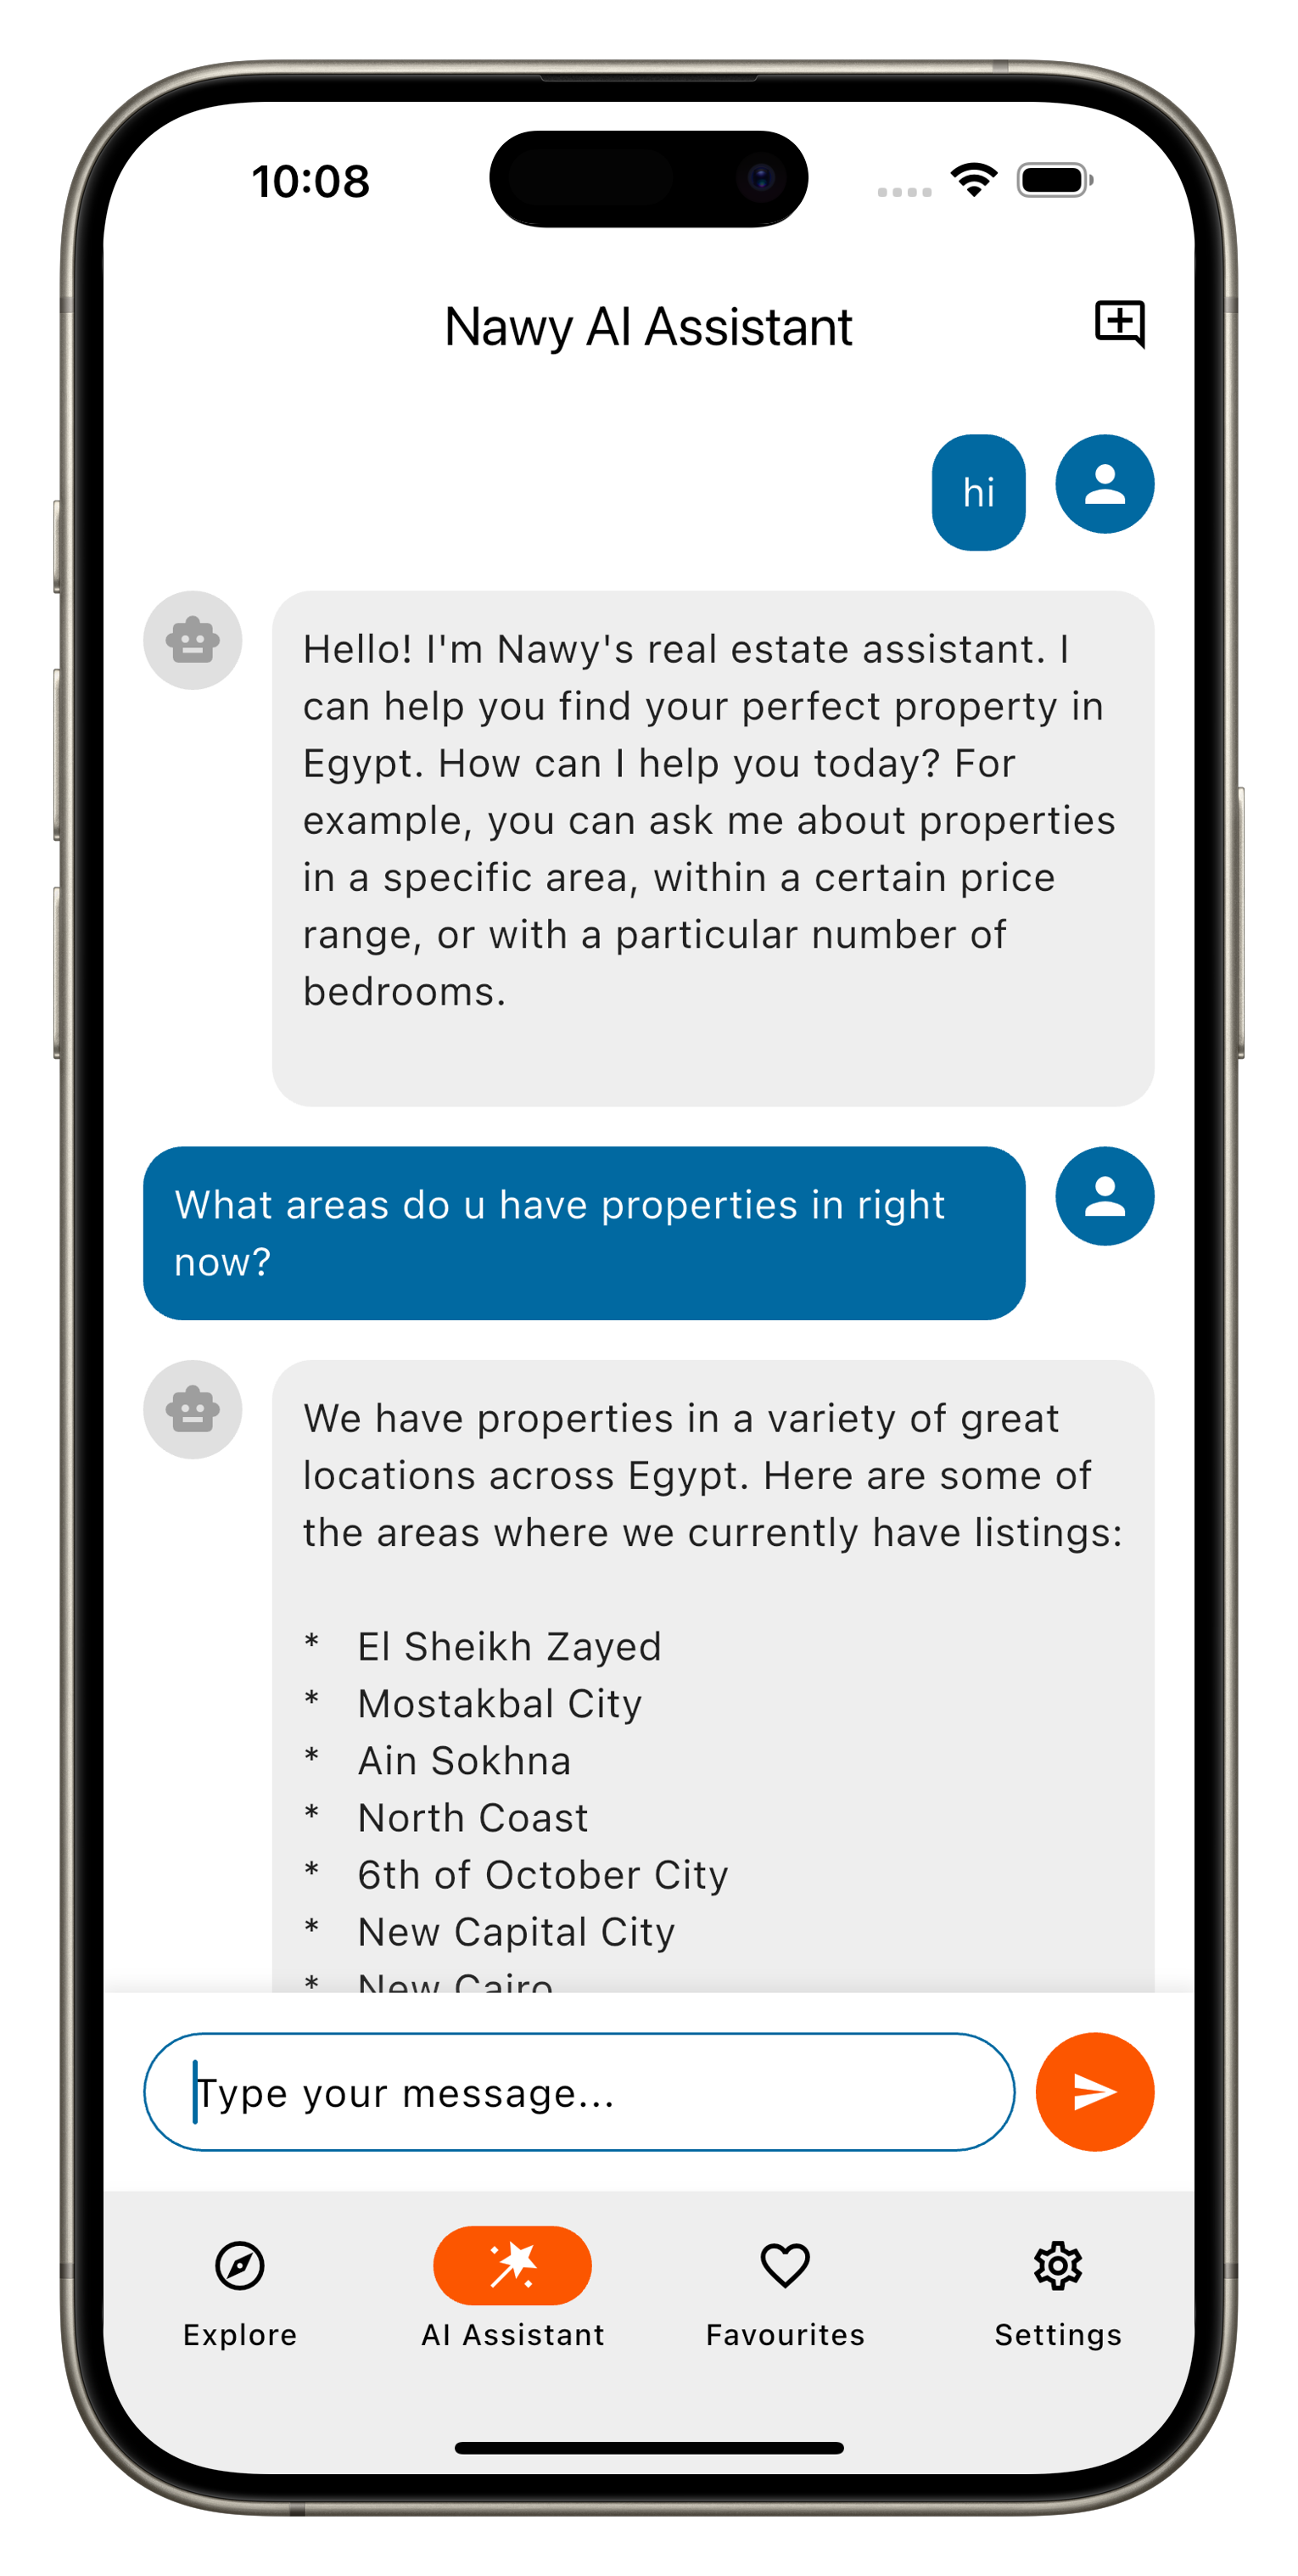 10:08
Nawy AI Assistant
hi
Hello! I'm Nawy's real estate assistant. I
can help you find your perfect property in
Egypt. How can I help you today? For
example, you can ask me about properties
in a specific area, within a certain price
range, or with a particular number of
bedrooms.
What areas do u have properties in right
now?
We have properties in a variety of great
locations across Egypt. Here are some of
the areas where we currently have listings:
* El Sheikh Zayed
* Mostakbal City
* Ain Sokhna
* North Coast
* 6th of October City
* New Capital City
* New Cairo
Type your message...
Explore
AI Assistant
Favourites
Settings